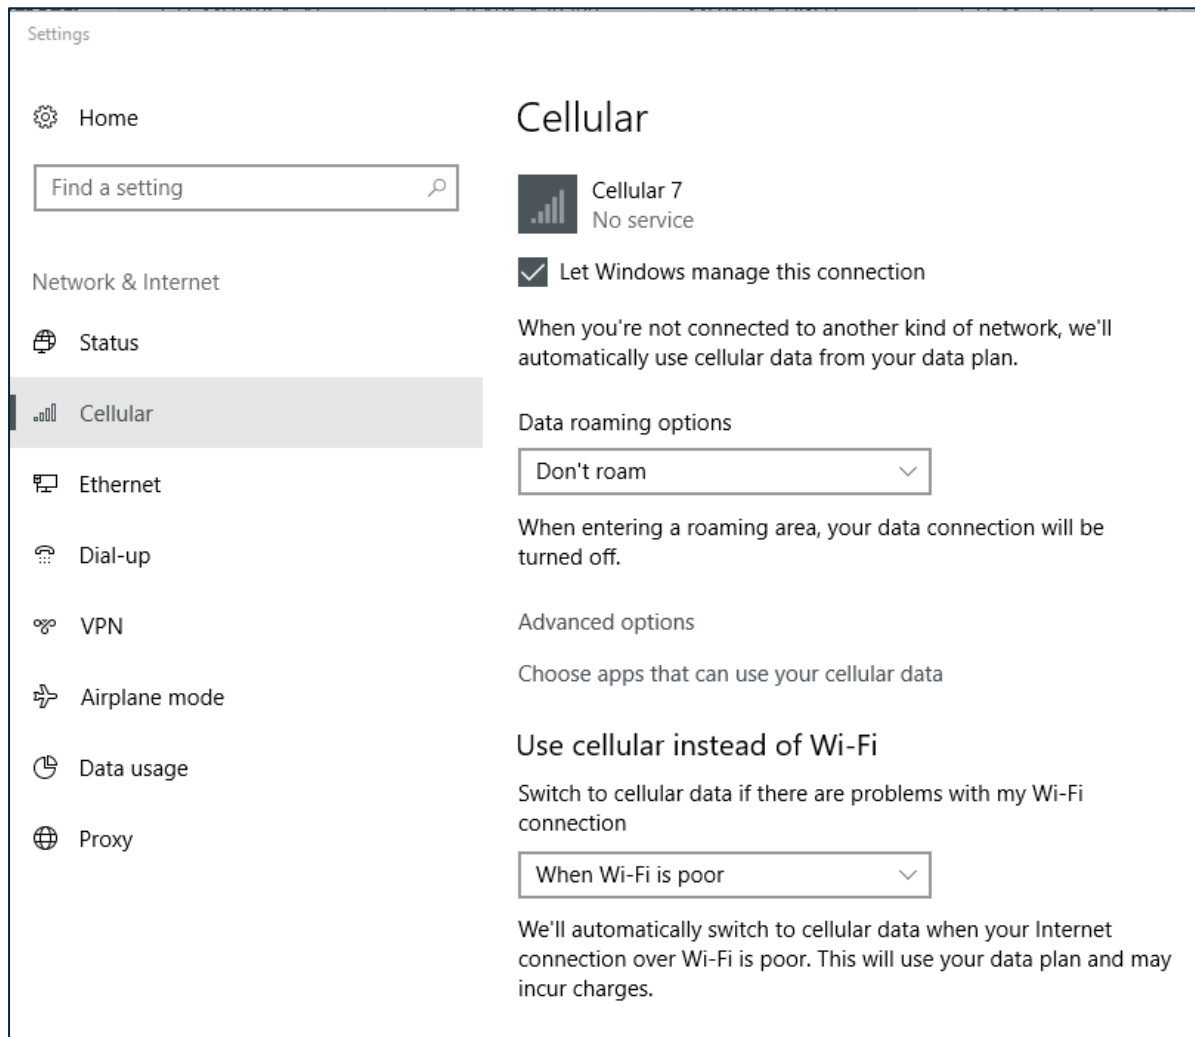 Settings
Home
Find a setting
Network & Internet
Status
Cellular
Ethernet
Dial-up
VPN
Airplane mode
Data usage
Proxy
Cellular
Cellular 7
No service
Let Windows manage this connection
When you're not connected to another kind of network, we'll
automatically use cellular data from your data plan.
Data roaming options
Don't roam
When entering a roaming area, your data connection will be
turned off.
Advanced options
Choose apps that can use your cellular data
Use cellular instead of Wi-Fi
Switch to cellular data if there are problems with my Wi-Fi
connection
When Wi-Fi is poor
We'll automatically switch to cellular data when your Internet
connection over Wi-Fi is poor. This will use your data plan and may
incur charges.